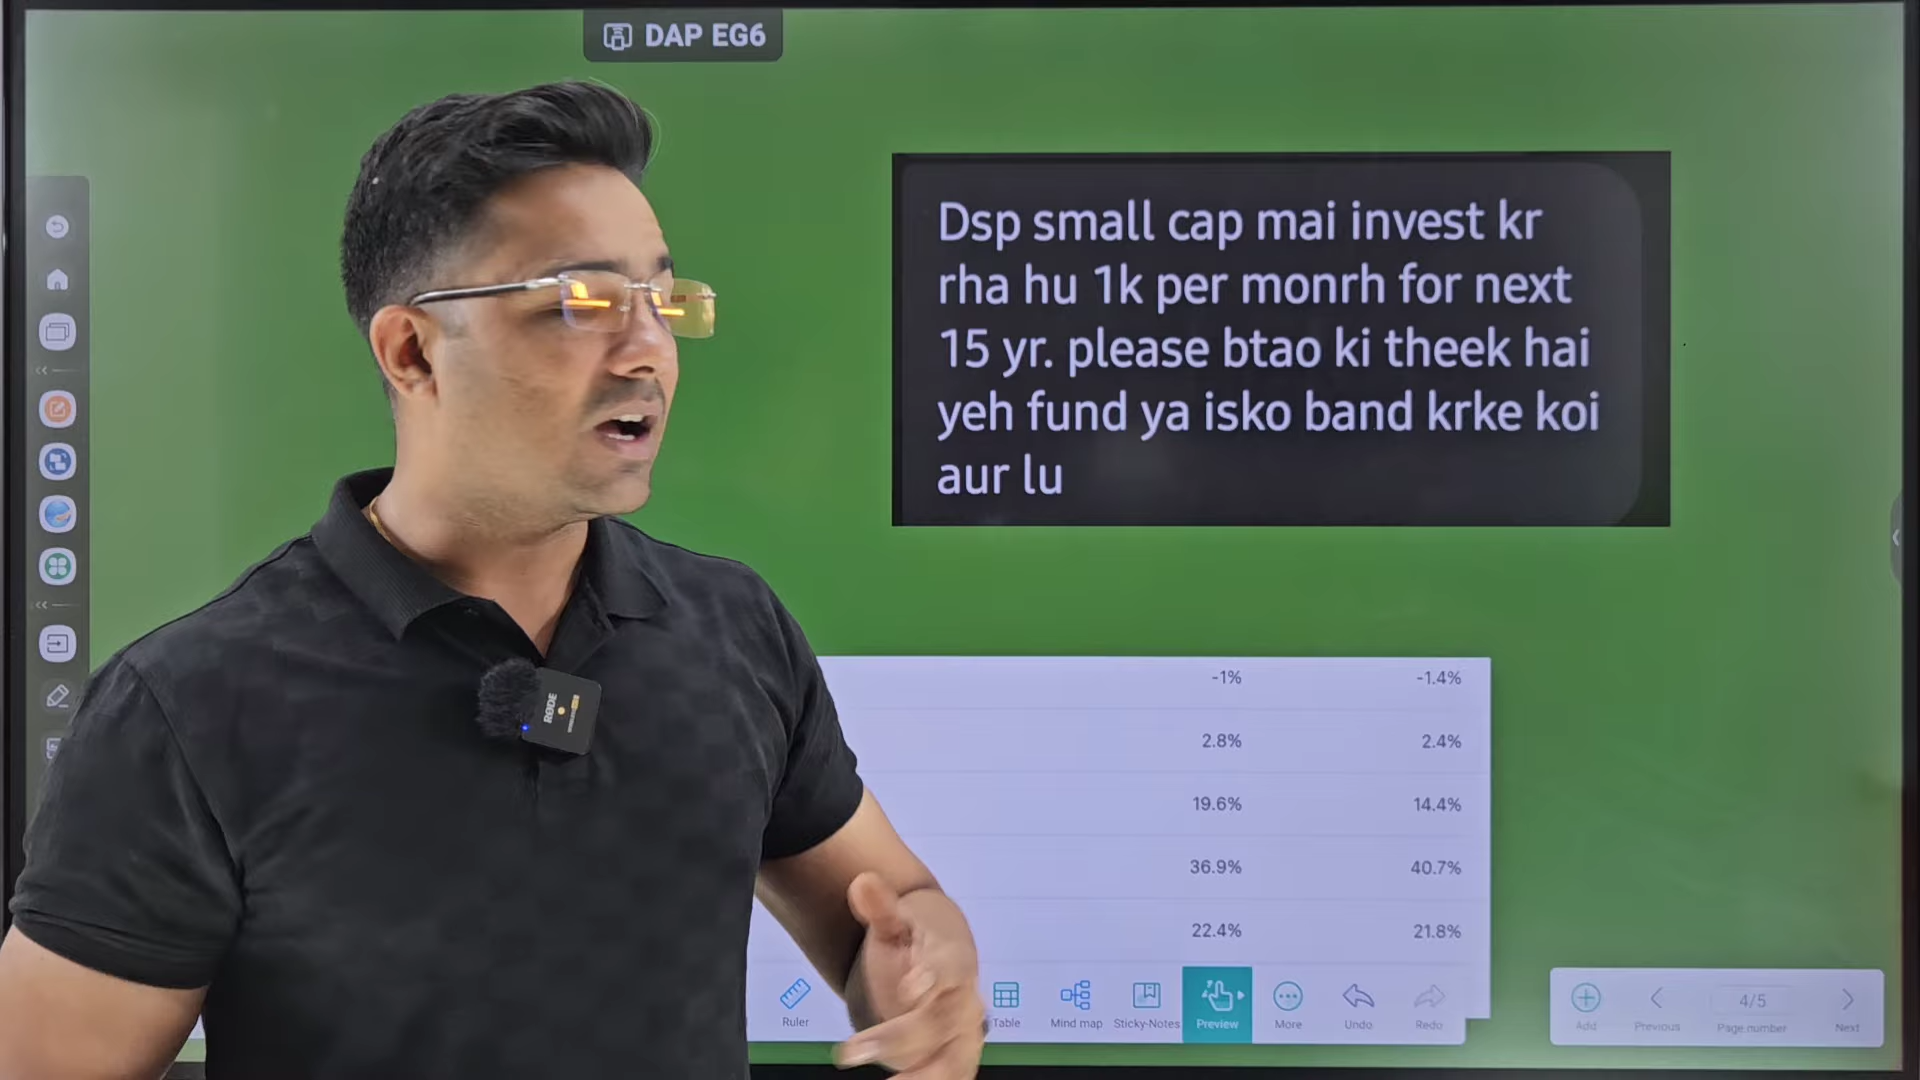 DAP EG6
Dsp small cap mai invest kr
rha hu 1k per monrh for next
15 yr. please btao ki theek hai
yeh fund ya isko band krke koi
aur lu
-1% -1.4%
2.8% 2.4%
19.6% 14.4%
36.9% 40.7%
22.4% 21.8%
RØDE
Ruler Table Mind map Sticky-Notes Preview More Undo Redo
4/5
Add Previous Page number Next